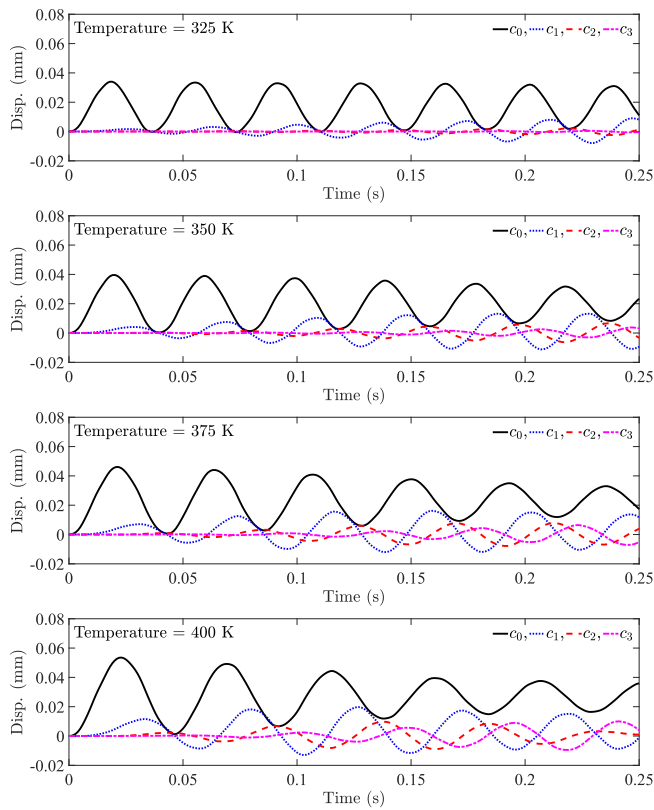 Temperature = 325 K
c0, c1, c2, c3
Disp. (mm)
0.08
0.06
0.04
0.02
0
-0.02
0 0.05 0.1 0.15 0.2 0.25
Time (s)
Temperature = 350 K
c0, c1, c2, c3
Disp. (mm)
0.08
0.06
0.04
0.02
0
-0.02
0 0.05 0.1 0.15 0.2 0.25
Time (s)
Temperature = 375 K
c0, c1, c2, c3
Disp. (mm)
0.08
0.06
0.04
0.02
0
-0.02
0 0.05 0.1 0.15 0.2 0.25
Time (s)
Temperature = 400 K
c0, c1, c2, c3
Disp. (mm)
0.08
0.06
0.04
0.02
0
-0.02
0 0.05 0.1 0.15 0.2 0.25
Time (s)